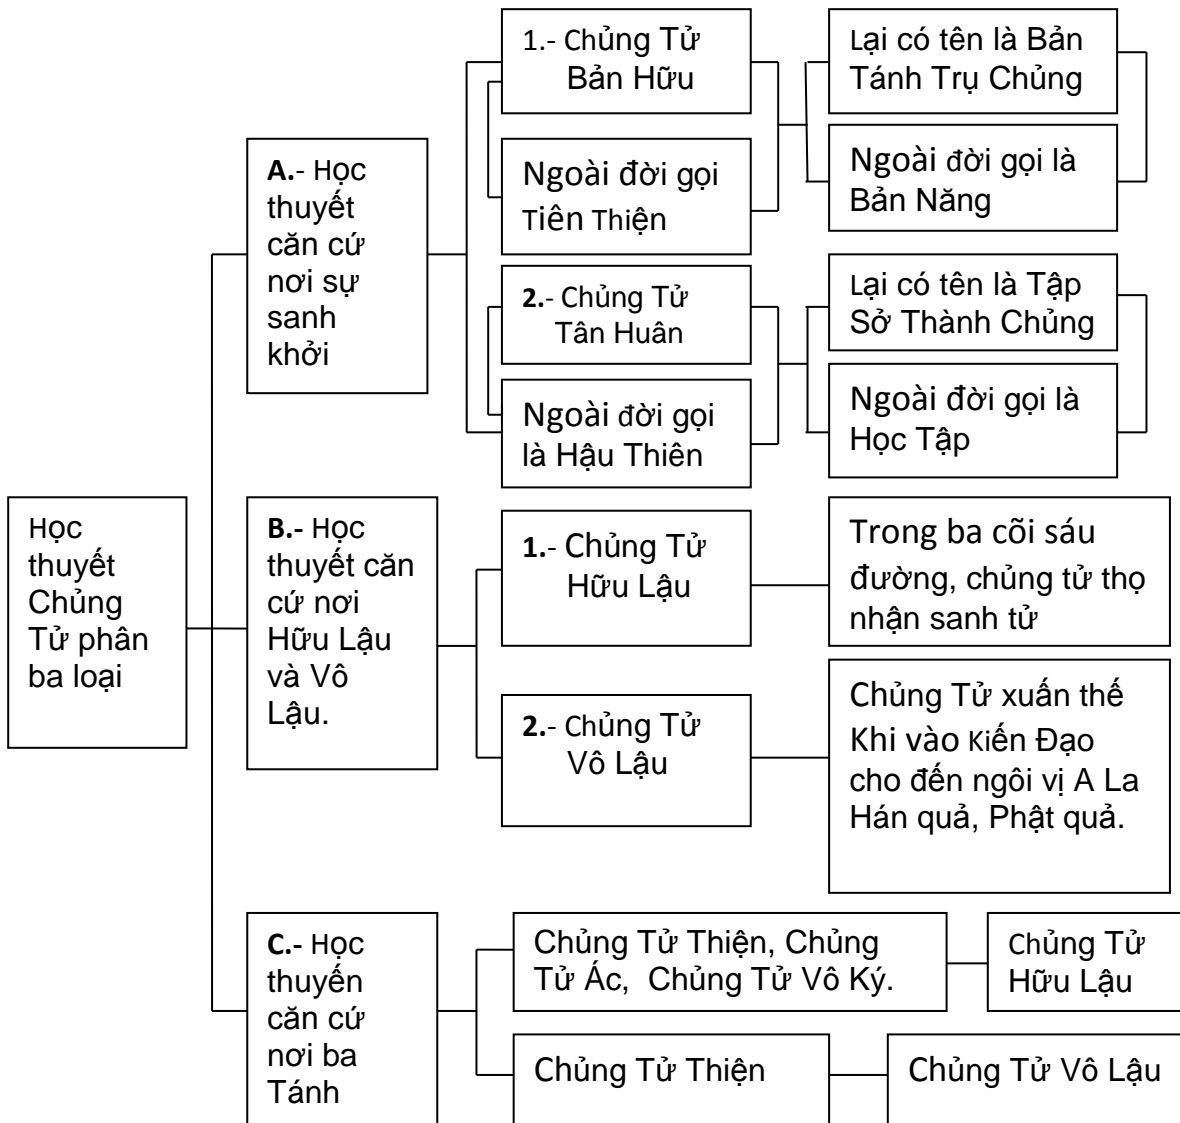 Học
thuyết
Chủng
Tử phân
ba loại
A.- Học
thuyết
căn cứ
nơi sự
sanh
khởi
1.- Chủng Tử
Bản Hữu
Ngoài đời gọi
Tiên Thiện
Lại có tên là Bản
Tánh Trụ Chủng
Ngoài đời gọi là
Bản Năng
2.- Chủng Tử
Tân Huân
Ngoài đời gọi
là Hậu Thiên
Lại có tên là Tập
Sở Thành Chủng
Ngoài đời gọi là
Học Tập
B.- Học
thuyết căn
cứ nơi
Hữu Lậu
và Vô
Lậu.
1.- Chủng Tử
Hữu Lậu
Trong ba cõi sáu
đường, chủng tử thọ
nhận sanh tử
2.- Chủng Tử
Vô Lậu
Chủng Tử xuấn thế
Khi vào Kiến Đạo
cho đến ngôi vị A La
Hán quả, Phật quả.
C.- Học
thuyến
căn cứ
nơi ba
Tánh
Chủng Tử Thiện, Chủng
Tử Ác, Chủng Tử Vô Ký.
Chủng Tử
Hữu Lậu
Chủng Tử Thiện
Chủng Tử Vô Lậu